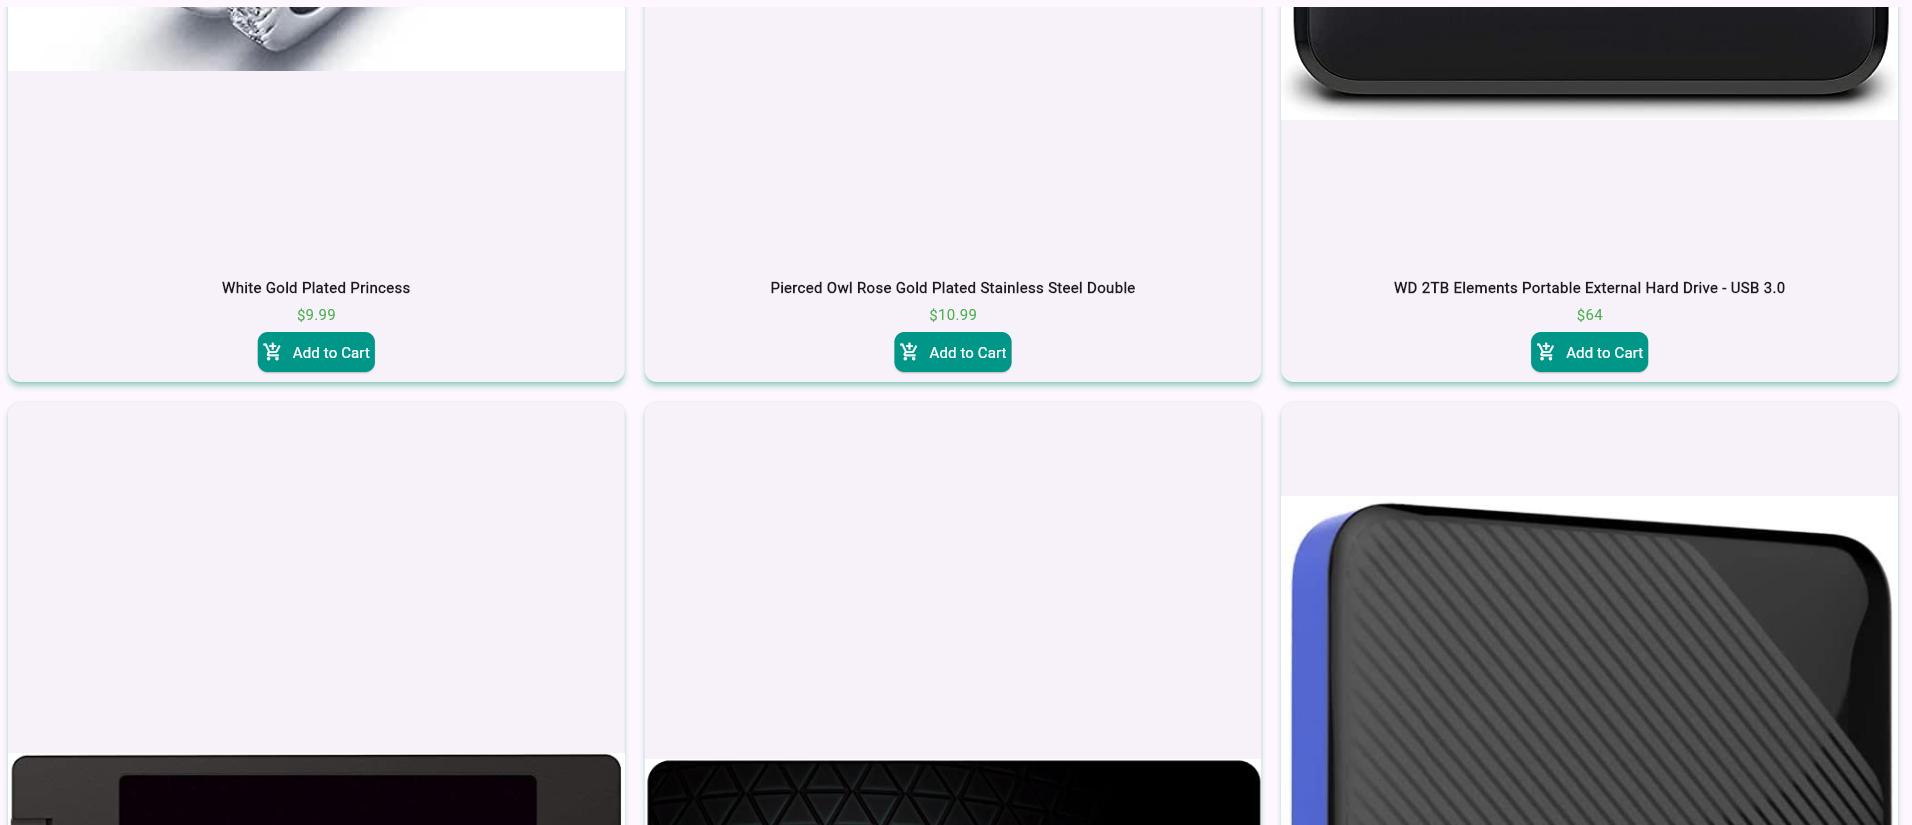 White Gold Plated Princess
$9.99
Add to Cart
Pierced Owl Rose Gold Plated Stainless Steel Double
$10.99
Add to Cart
WD 2TB Elements Portable External Hard Drive - USB 3.0
$64
Add to Cart